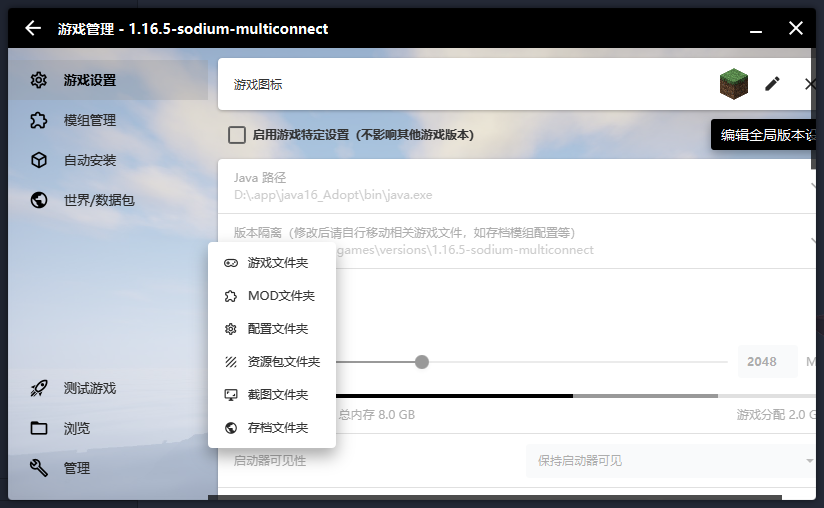 游戏管理 - 1.16.5-sodium-multiconnect
游戏设置
模组管理
自动安装
世界/数据包
测试游戏
浏览
管理
游戏图标
启用游戏特定设置（不影响其他游戏版本）
编辑全局版本设
Java 路径
D:\.app\java16_Adopt\bin\java.exe
版本隔离（修改后请自行移动相关游戏文件，如存档模组配置等）
games\versions\1.16.5-sodium-multiconnect
游戏文件夹
MOD文件夹
配置文件夹
资源包文件夹
截图文件夹
存档文件夹
2048
M
总内存 8.0 GB
游戏分配 2.0 G
启动器可见性
保持启动器可见